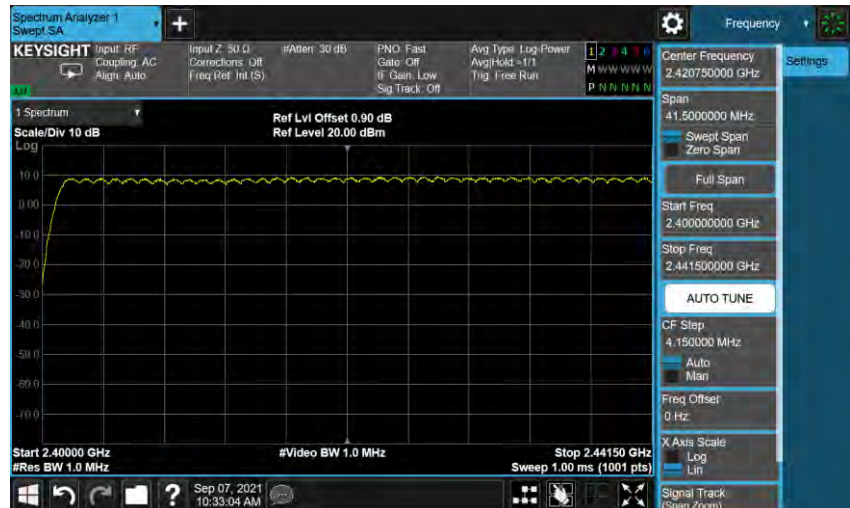 Spectrum Analyzer 1
Swept SA
+
Frequency
KEYSIGHT
Input: RF
Coupling: AC
Align: Auto
Input Z: 50 Ω
Corrections: Off
Freq Ref: Int (S)
#Atten: 30 dB
PNO: Fast
Gate: Off
IF Gain: Low
Sig Track: Off
Avg Type: Log-Power
Avg|Hold:>1/1
Trig: Free Run
1 2 3 4 5 6
M W W W W W
P N N N N N
Settings
Center Frequency
2.420750000 GHz
Span
41.5000000 MHz
Swept Span
Zero Span
Full Span
Start Freq
2.400000000 GHz
Stop Freq
2.441500000 GHz
AUTO TUNE
CF Step
4.150000 MHz
Auto
Man
Freq Offset
0 Hz
X Axis Scale
Log
Lin
Signal Track
(Span Zoom)
1 Spectrum
Scale/Div 10 dB
Ref Lvl Offset 0.90 dB
Ref Level 20.00 dBm
Log
10.0
0.00
-10.0
-20.0
-30.0
-40.0
-50.0
-60.0
-70.0
Start 2.40000 GHz
#Video BW 1.0 MHz
Stop 2.44150 GHz
#Res BW 1.0 MHz
Sweep 1.00 ms (1001 pts)
?
Sep 07, 2021
10:33:04 AM